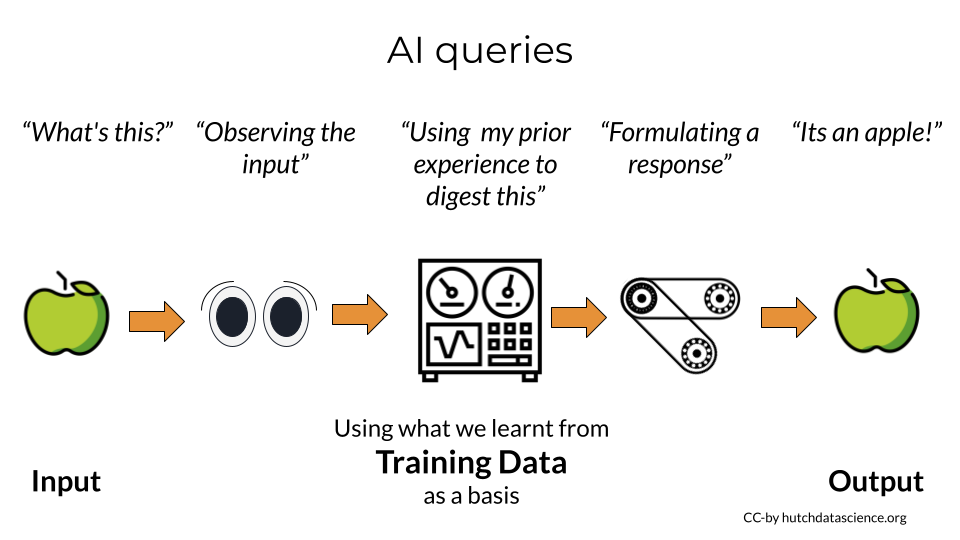 AI queries
“What's this?”
“Observing the
input”
“Using my prior
experience to
digest this”
“Formulating a
response”
“Its an apple!”
Using what we learnt from
Training Data
as a basis
Input
Output
CC-by hutchdatascience.org